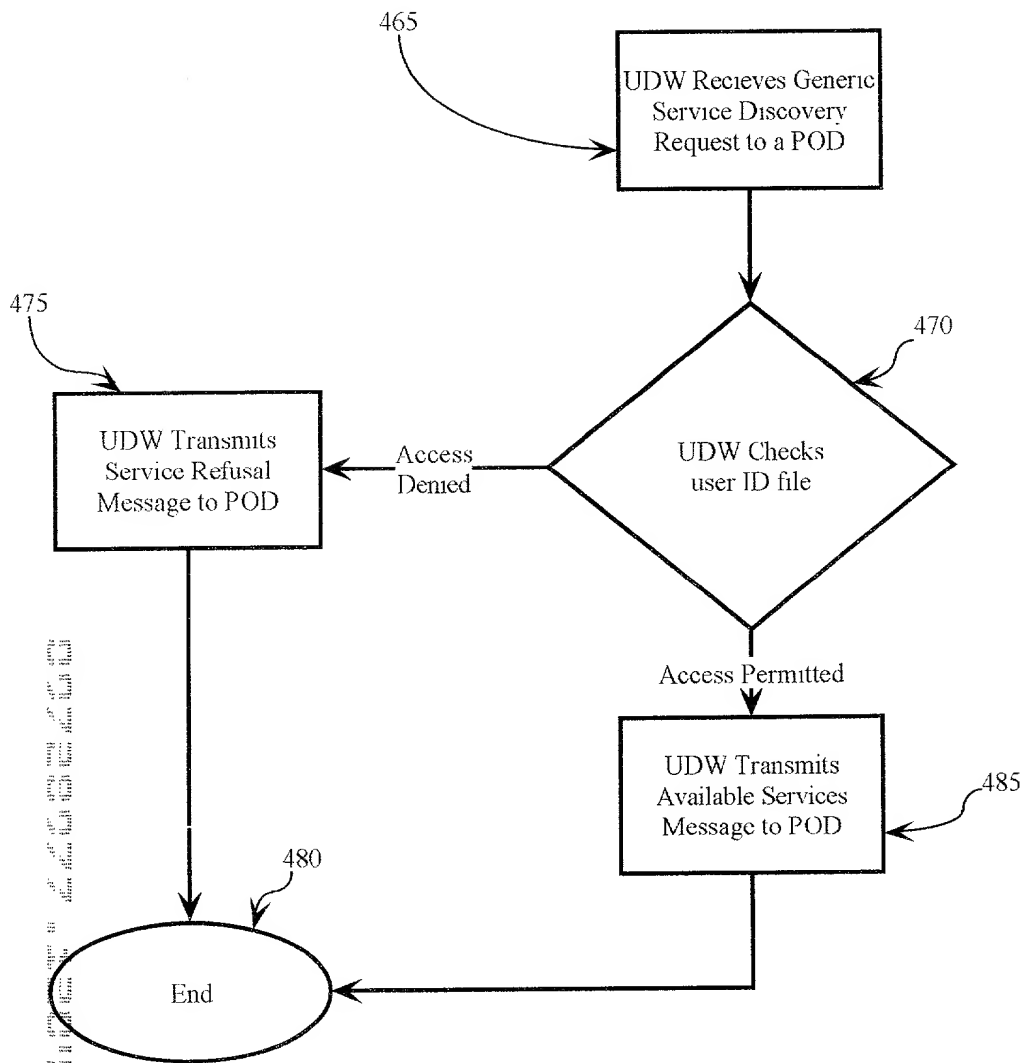 465
UDW Recieves Generic
Service Discovery
Request to a POD
475
470
UDW Transmits
Service Refusal
Message to POD
Access
Denied
UDW Checks
user ID file
Access Permitted
UDW Transmits
Available Services
Message to POD
485
480
End